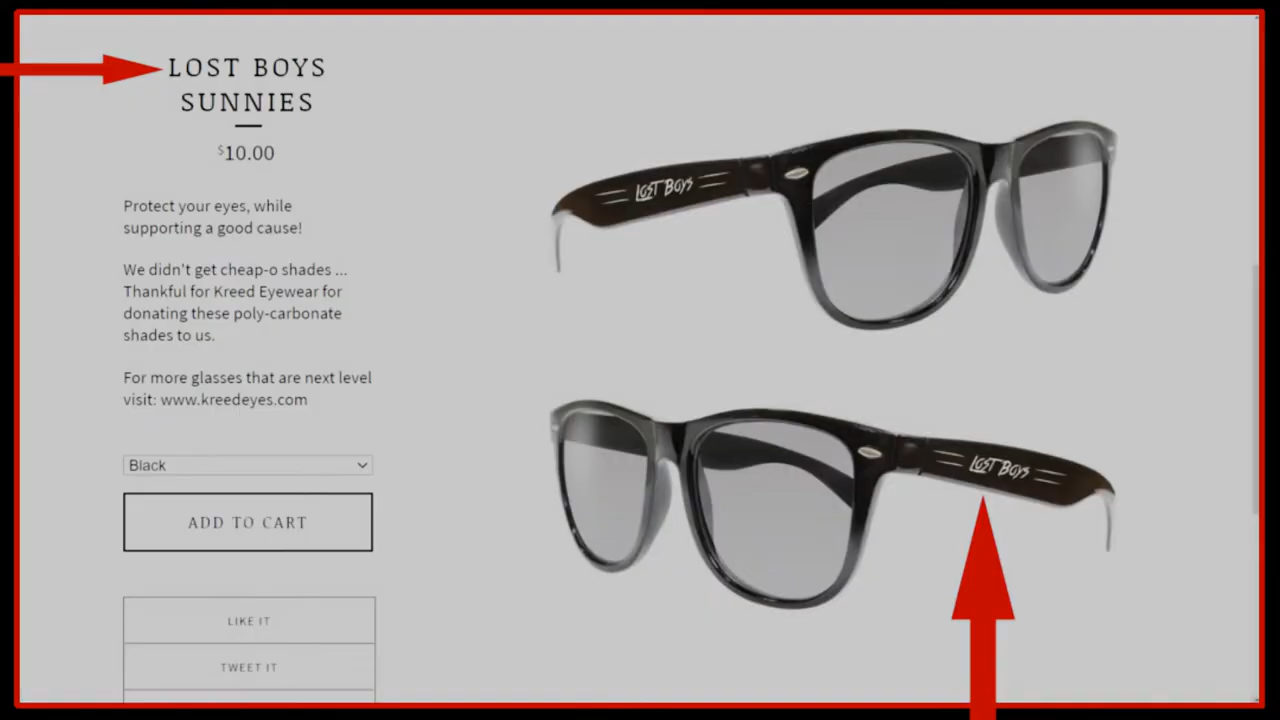 LOST BOYS
SUNNIES
$10.00
Protect your eyes, while
supporting a good cause!
We didn't get cheap-o shades ...
Thankful for Kreed Eyewear for
donating these poly-carbonate
shades to us.
For more glasses that are next level
visit: www.kreedeyes.com
Black
ADD TO CART
LIKE IT
TWEET IT
LOST BOYS
LOST BOYS